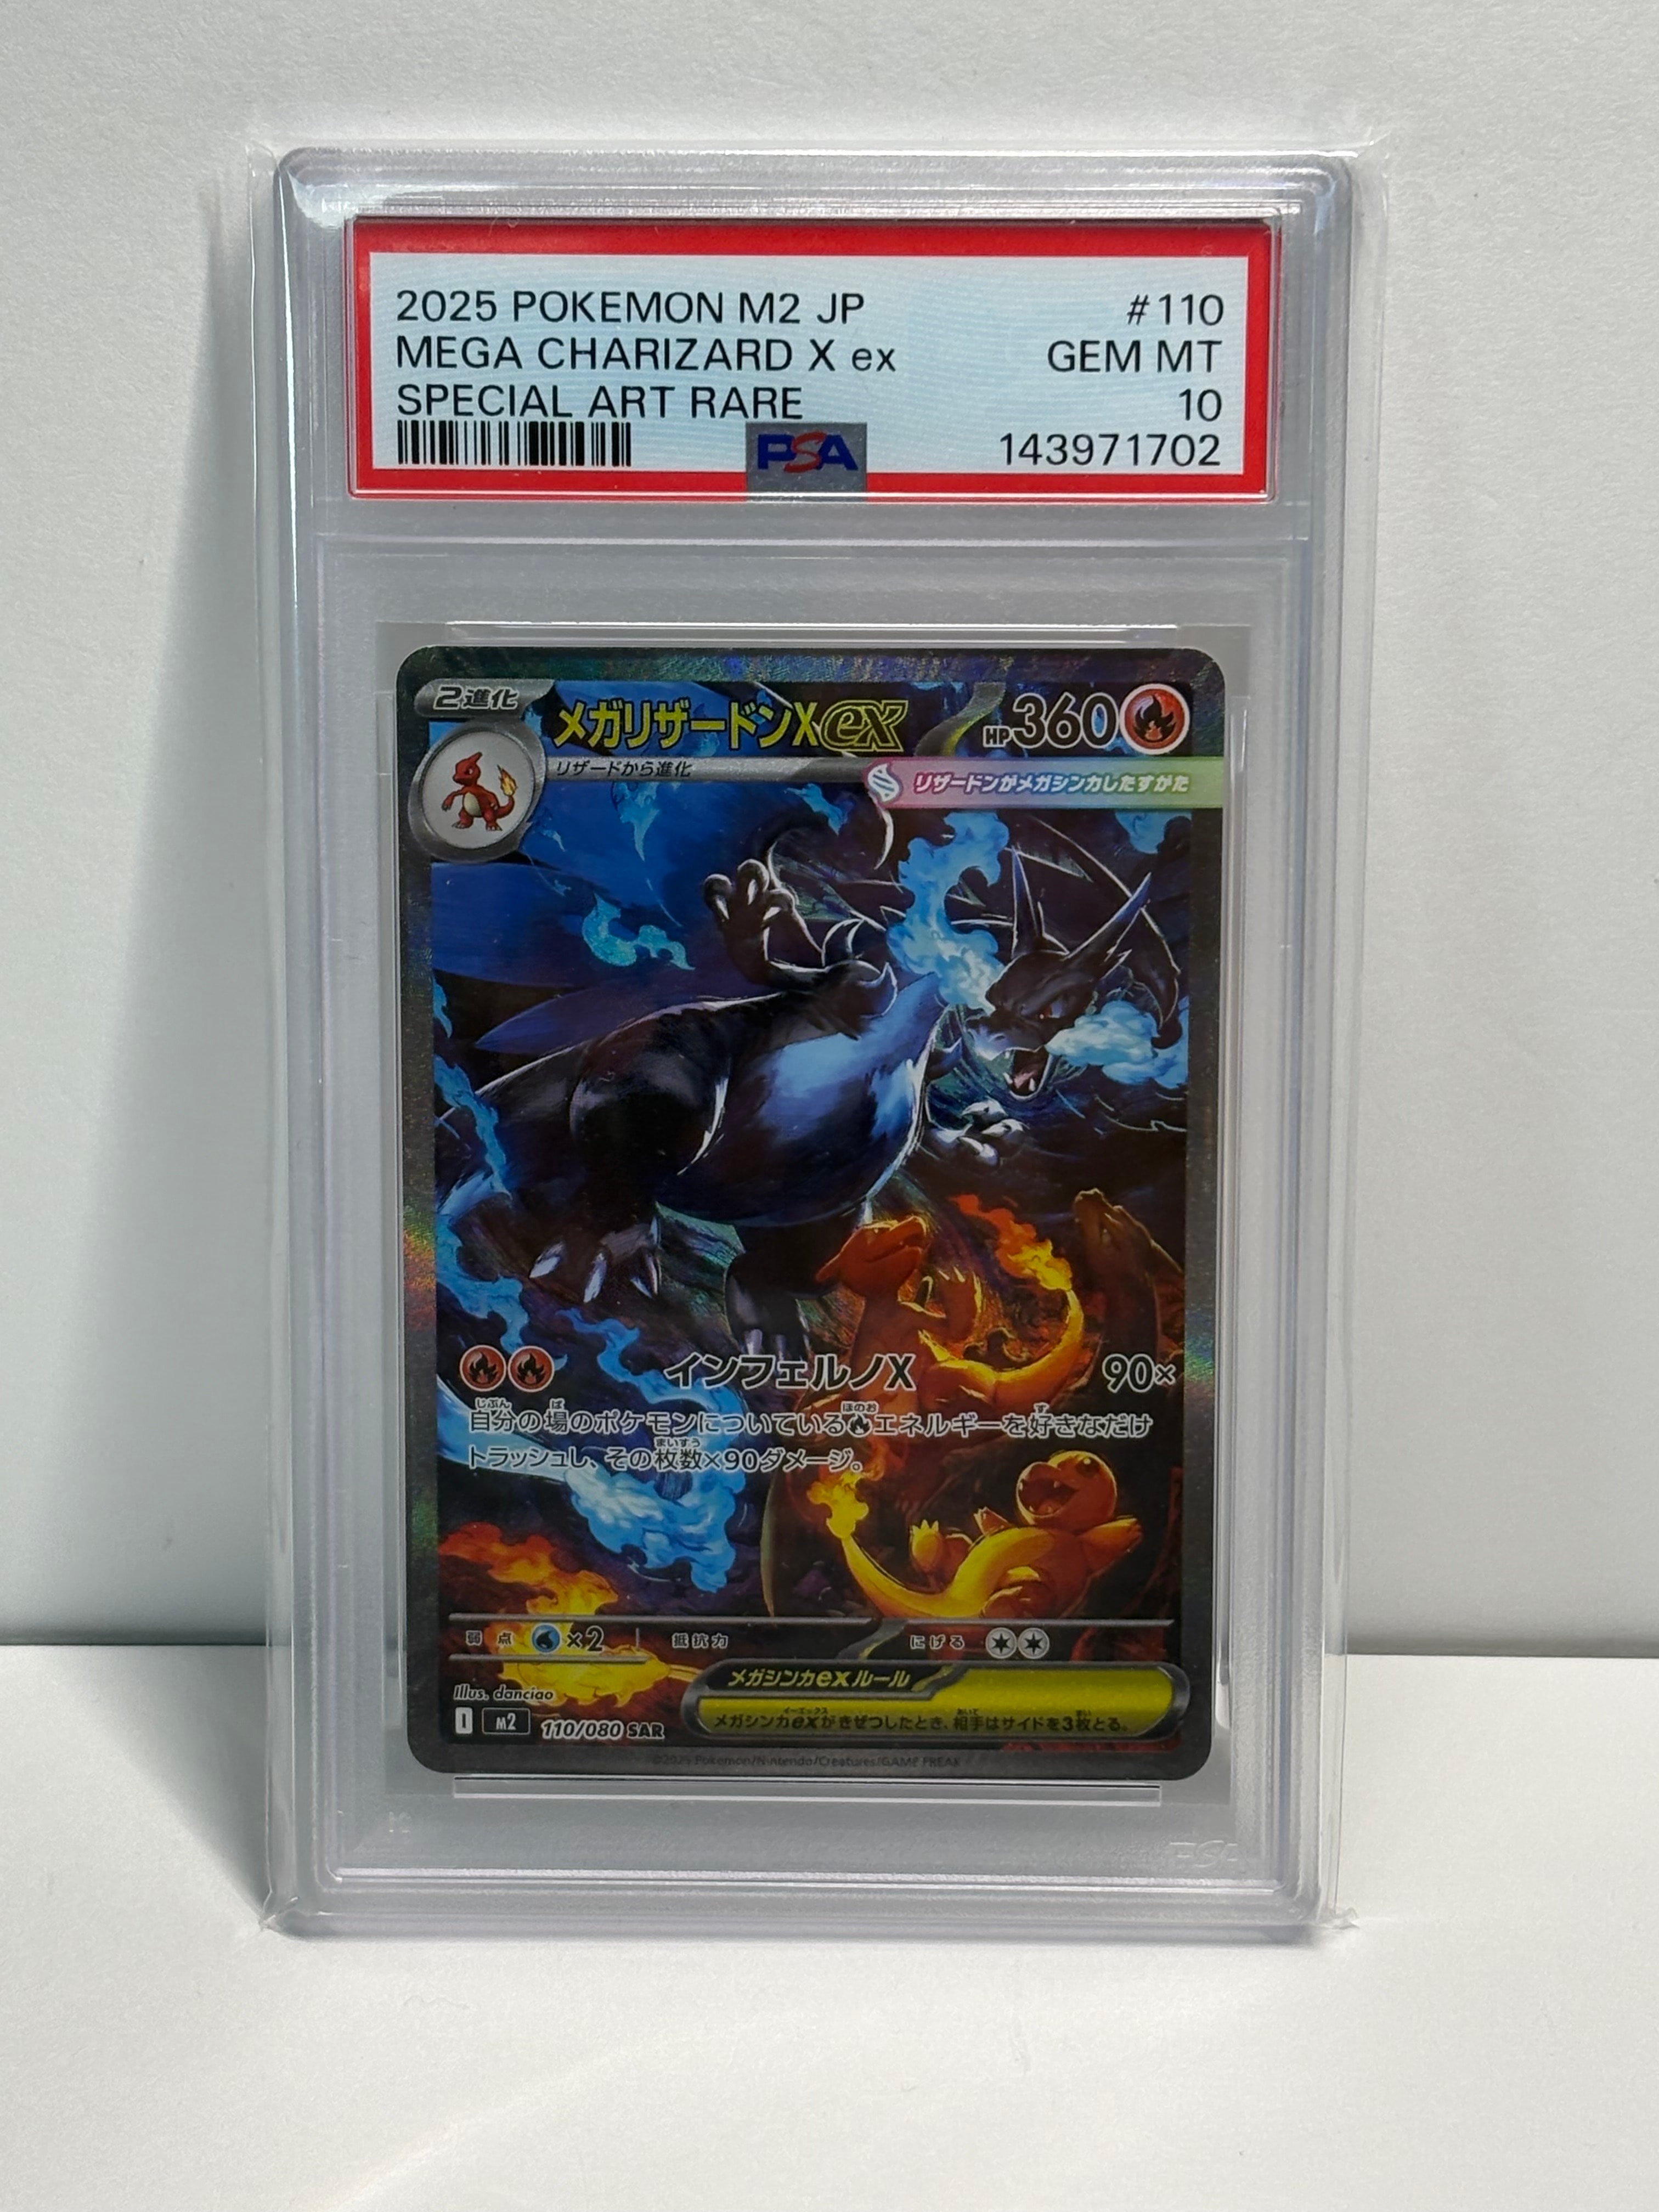 2025 POKEMON M2 JP #110
MEGA CHARIZARD X ex GEM MT
SPECIAL ART RARE 10
PSA 143971702
2進化 メガリザードンXex HP360
リザードから進化
リザードンがメガシンカしたすがた
インフェルノX 90×
自分の場のポケモンについているエネルギーを好きなだけ
トラッシュし、その枚数×90ダメージ。
弱点 ×2 抵抗力 にげる
メガシンカexルール
メガシンカexがきぜつしたとき、相手はサイドを3枚とる。
Illus. danciao
I M2 110/080 SAR
©2025 Pokémon/Nintendo/Creatures/GAME FREAK